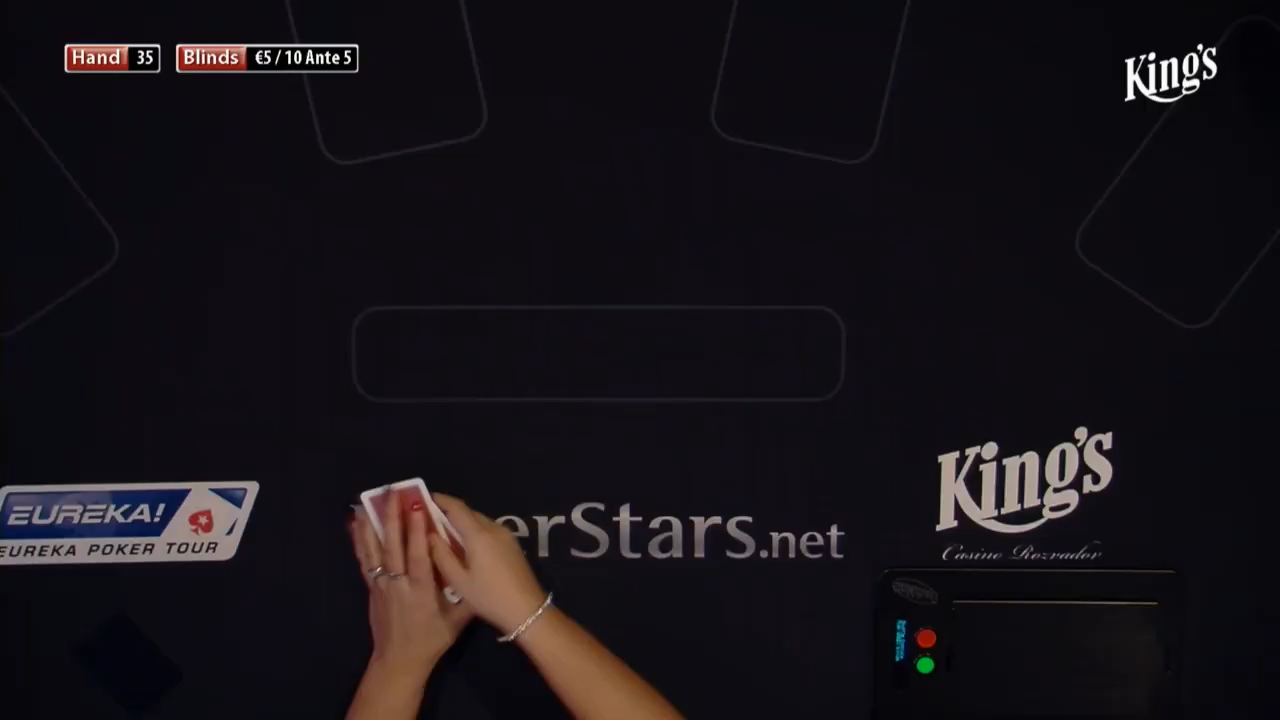 Hand 35 Blinds €5 / 10 Ante 5
King's
King's
Casino Rozvadov
EUREKA!
EUREKA POKER TOUR
erStars.net